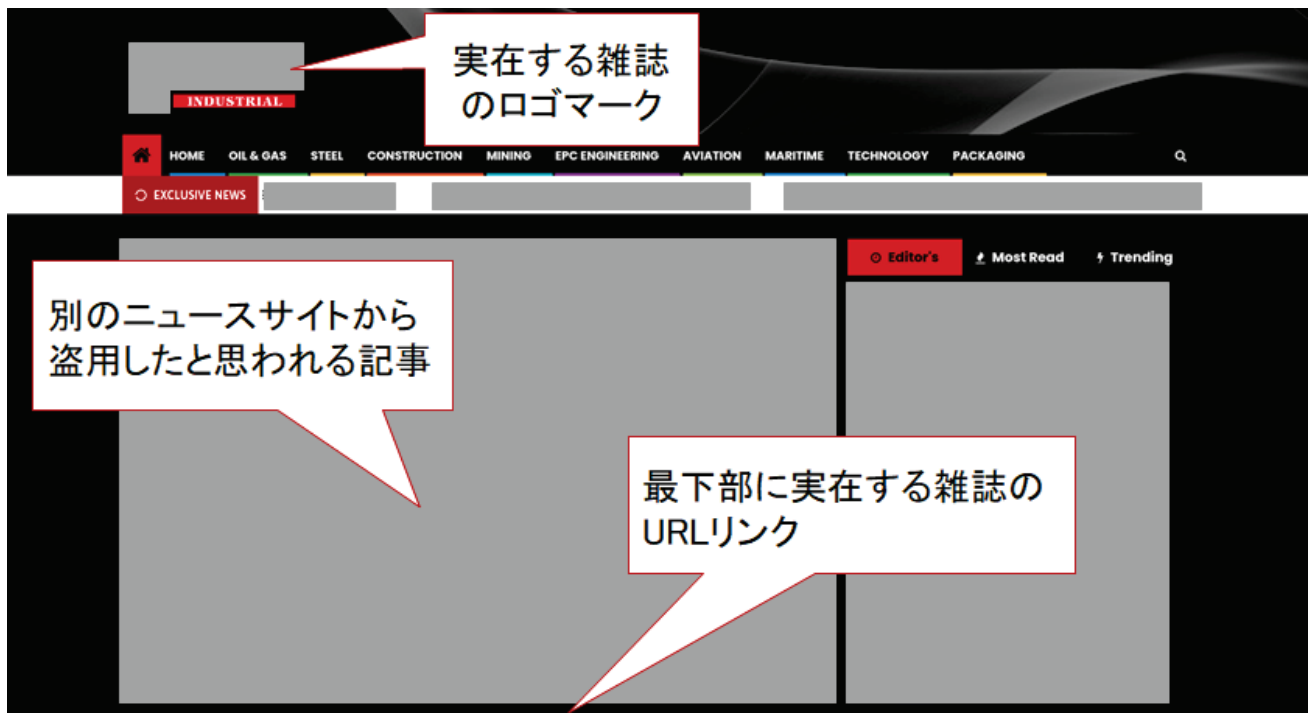 実在する雑誌
のロゴマーク
INDUSTRIAL
HOME OIL & GAS STEEL CONSTRUCTION MINING EPC ENGINEERING AVIATION MARITIME TECHNOLOGY PACKAGING
EXCLUSIVE NEWS
Editor's Most Read Trending
別のニュースサイトから
盗用したと思われる記事
最下部に実在する雑誌の
URLリンク